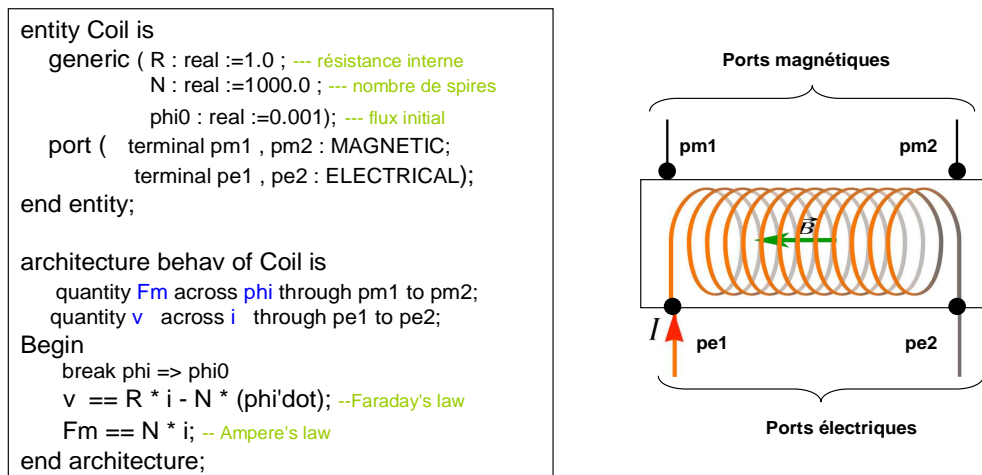 entity Coil is
generic ( R : real :=1.0 ; --- résistance interne
N : real :=1000.0 ; --- nombre de spires
phi0 : real :=0.001); --- flux initial
port ( terminal pm1 , pm2 : MAGNETIC;
terminal pe1 , pe2 : ELECTRICAL);
end entity;
architecture behav of Coil is
quantity Fm across phi through pm1 to pm2;
quantity v across i through pe1 to pe2;
Begin
break phi => phi0
v == R * i - N * (phi'dot); --Faraday's law
Fm == N * i; -- Ampere's law
end architecture;
Ports magnétiques
pm1 pm2
B
I pe1 pe2
Ports électriques